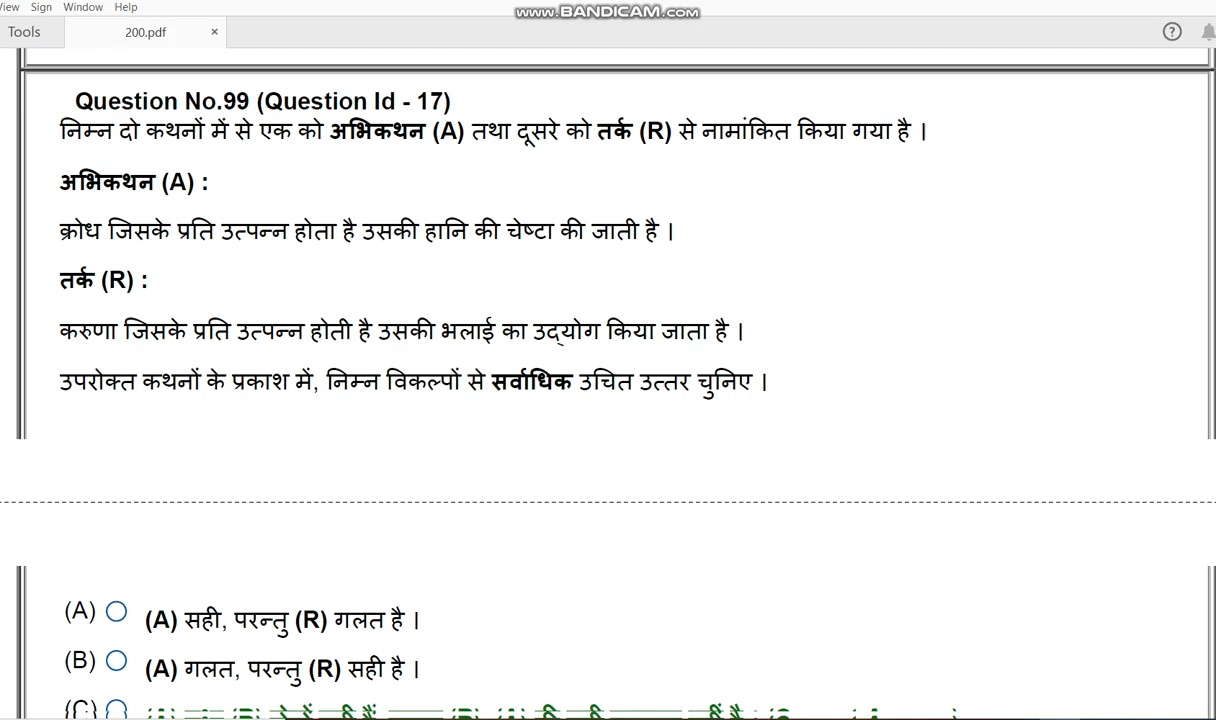 View Sign Window Help
www.BANDICAM.com
Tools 200.pdf × ?
Question No.99 (Question Id - 17)
निम्न दो कथनों में से एक को अभिकथन (A) तथा दूसरे को तर्क (R) से नामांकित किया गया है ।
अभिकथन (A) :
क्रोध जिसके प्रति उत्पन्न होता है उसकी हानि की चेष्टा की जाती है ।
तर्क (R) :
करुणा जिसके प्रति उत्पन्न होती है उसकी भलाई का उद्‌योग किया जाता है ।
उपरोक्त कथनों के प्रकाश में, निम्न विकल्पों से सर्वाधिक उचित उत्तर चुनिए ।
(A) (A) सही, परन्तु (R) गलत है ।
(B) (A) गलत, परन्तु (R) सही है ।
(C)